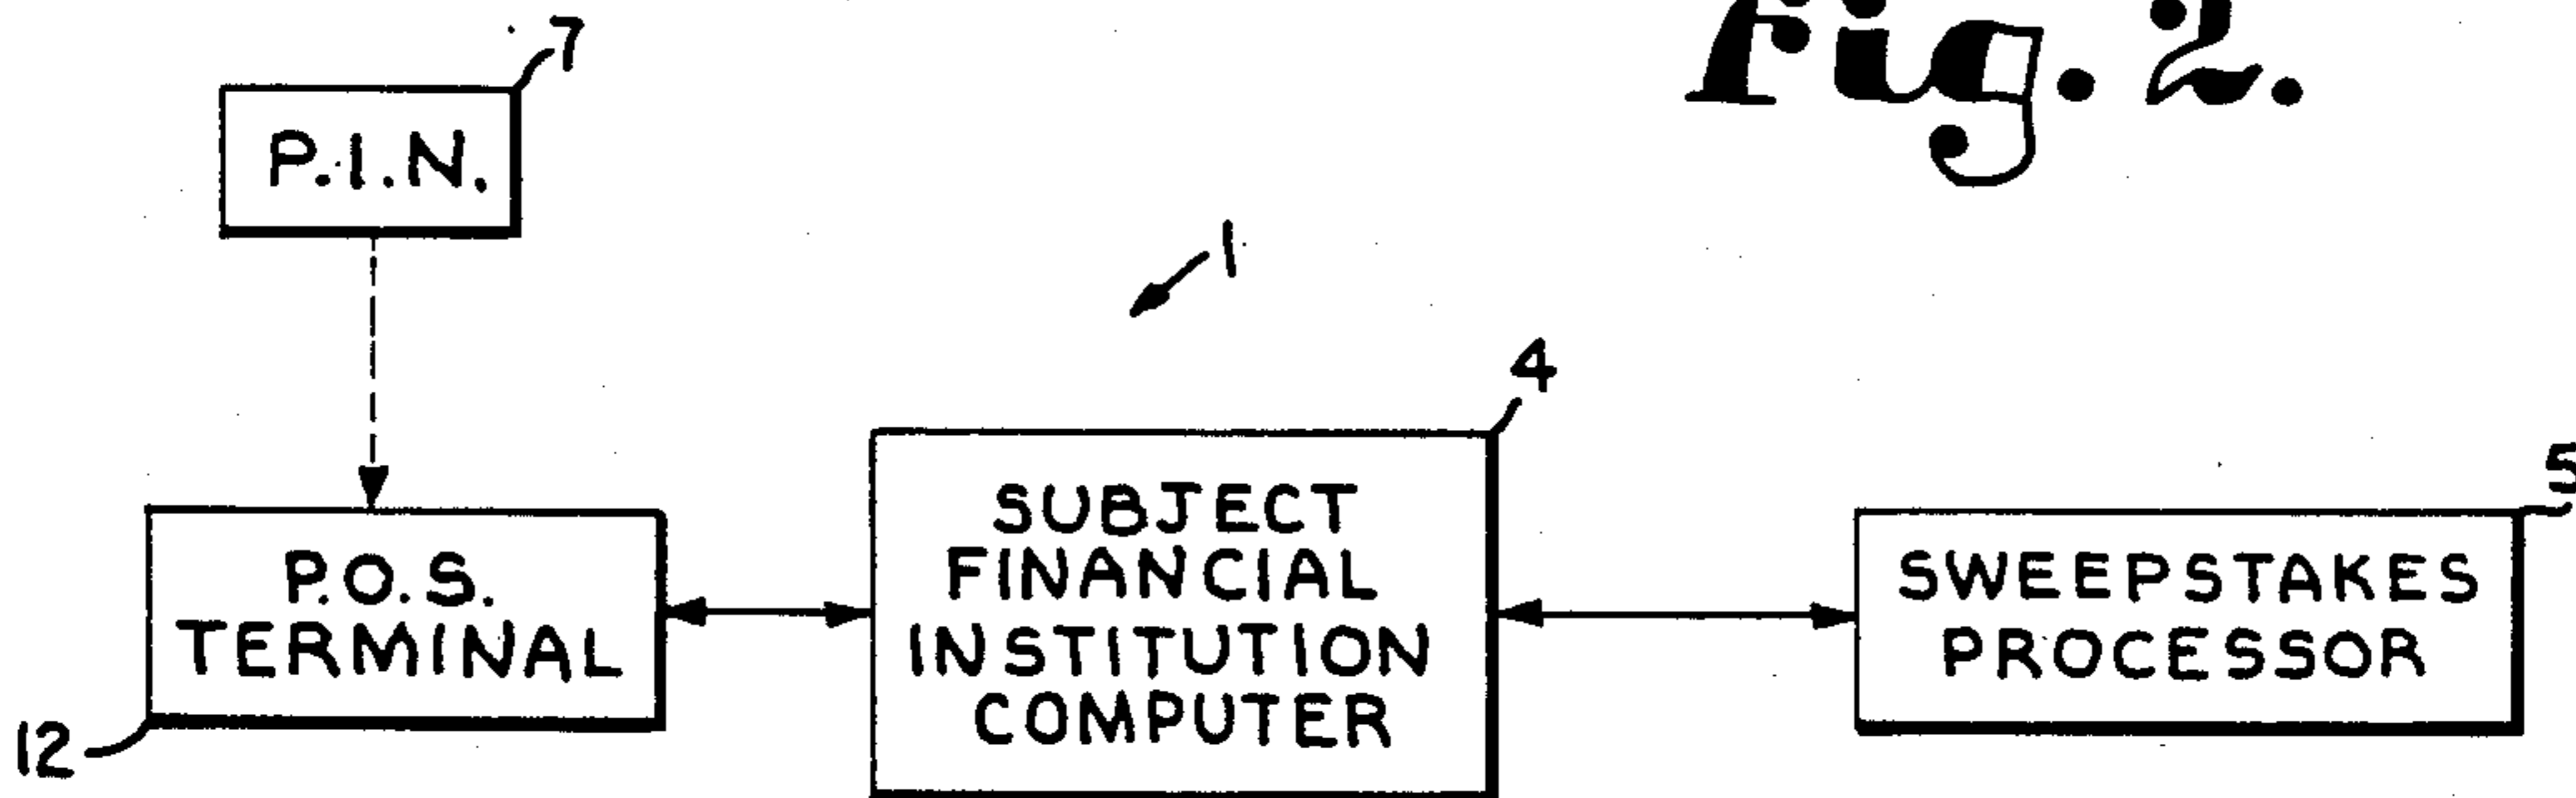 Fig. 2.
7
P.I.N.
1
4
5
P.O.S.
TERMINAL
12
SUBJECT
FINANCIAL
INSTITUTION
COMPUTER
SWEEPSTAKES
PROCESSOR